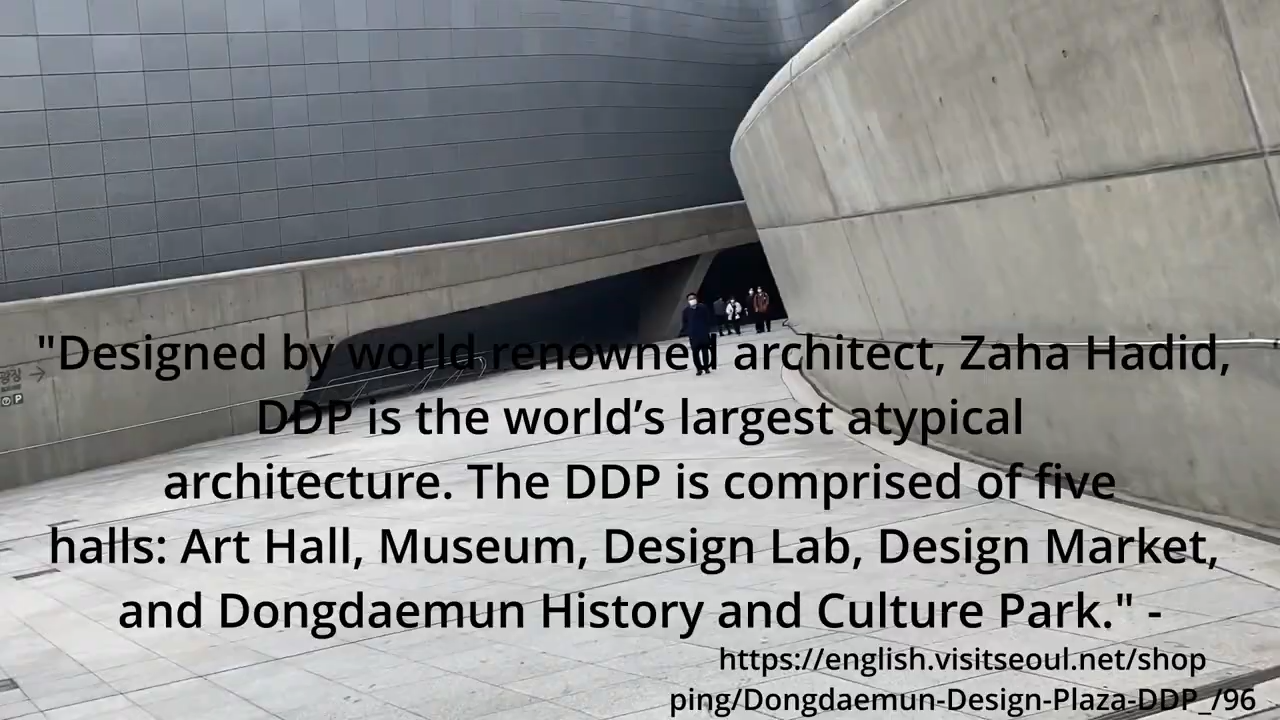 "Designed by world renowned architect, Zaha Hadid,
DDP is the world’s largest atypical
architecture. The DDP is comprised of five
halls: Art Hall, Museum, Design Lab, Design Market,
and Dongdaemun History and Culture Park." -
https://english.visitseoul.net/shop
ping/Dongdaemun-Design-Plaza-DDP_/96
광장
P